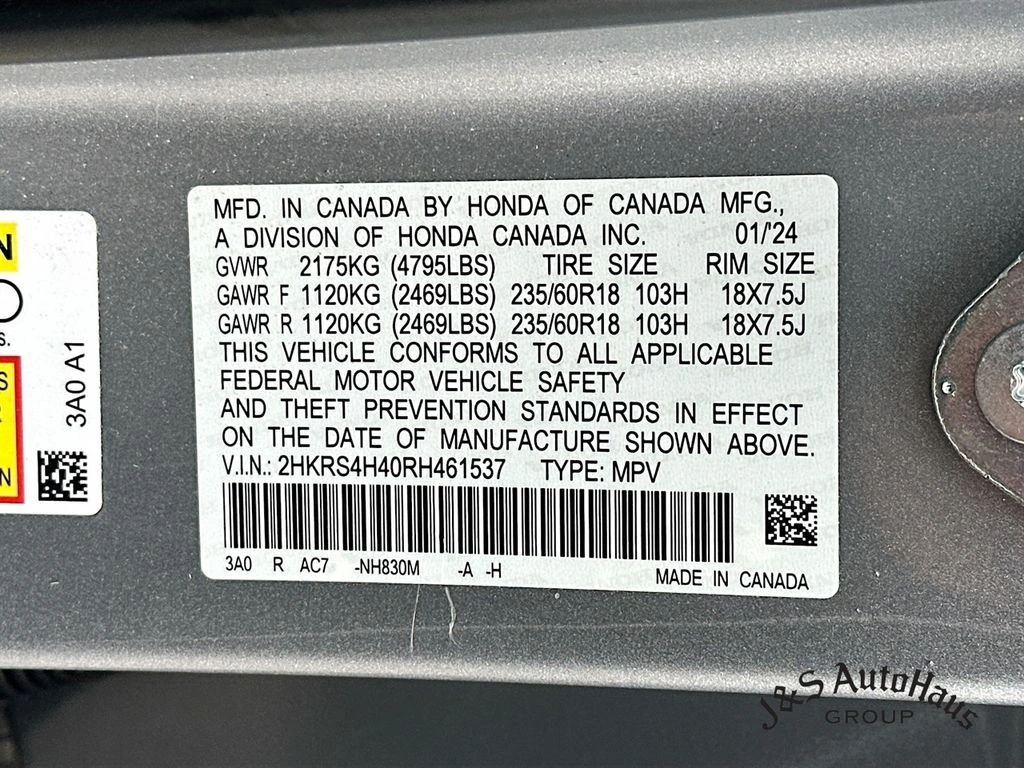 MFD. IN CANADA BY HONDA OF CANADA MFG.,
A DIVISION OF HONDA CANADA INC. 01/'24
GVWR 2175KG (4795LBS) TIRE SIZE RIM SIZE
GAWR F 1120KG (2469LBS) 235/60R18 103H 18X7.5J
GAWR R 1120KG (2469LBS) 235/60R18 103H 18X7.5J
THIS VEHICLE CONFORMS TO ALL APPLICABLE
FEDERAL MOTOR VEHICLE SAFETY
AND THEFT PREVENTION STANDARDS IN EFFECT
ON THE DATE OF MANUFACTURE SHOWN ABOVE.
V.I.N.: 2HKRS4H40RH461537 TYPE: MPV
3A0 R AC7 -NH830M -A -H
MADE IN CANADA
3A0 A1
J&S AutoHaus
GROUP